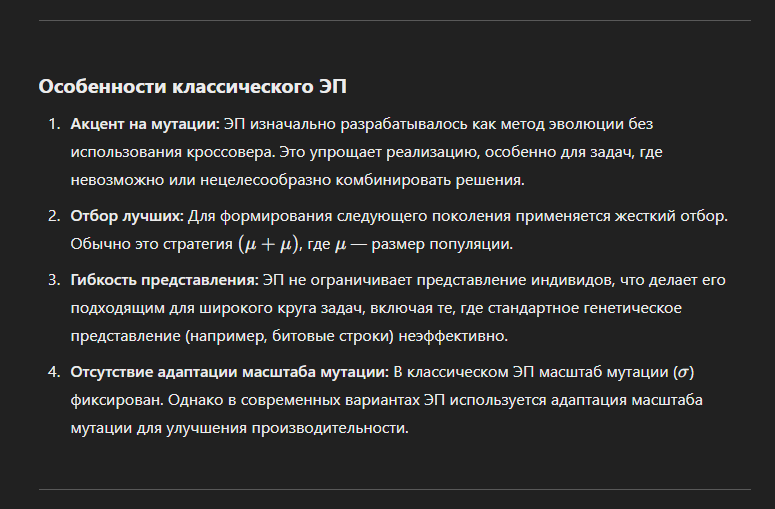 Особенности классического ЭП
1. Акцент на мутации: ЭП изначально разрабатывалось как метод эволюции без
использования кроссовера. Это упрощает реализацию, особенно для задач, где
невозможно или нецелесообразно комбинировать решения.
2. Отбор лучших: Для формирования следующего поколения применяется жесткий отбор.
Обычно это стратегия (μ + μ), где μ — размер популяции.
3. Гибкость представления: ЭП не ограничивает представление индивидов, что делает его
подходящим для широкого круга задач, включая те, где стандартное генетическое
представление (например, битовые строки) неэффективно.
4. Отсутствие адаптации масштаба мутации: В классическом ЭП масштаб мутации (σ)
фиксирован. Однако в современных вариантах ЭП используется адаптация масштаба
мутации для улучшения производительности.